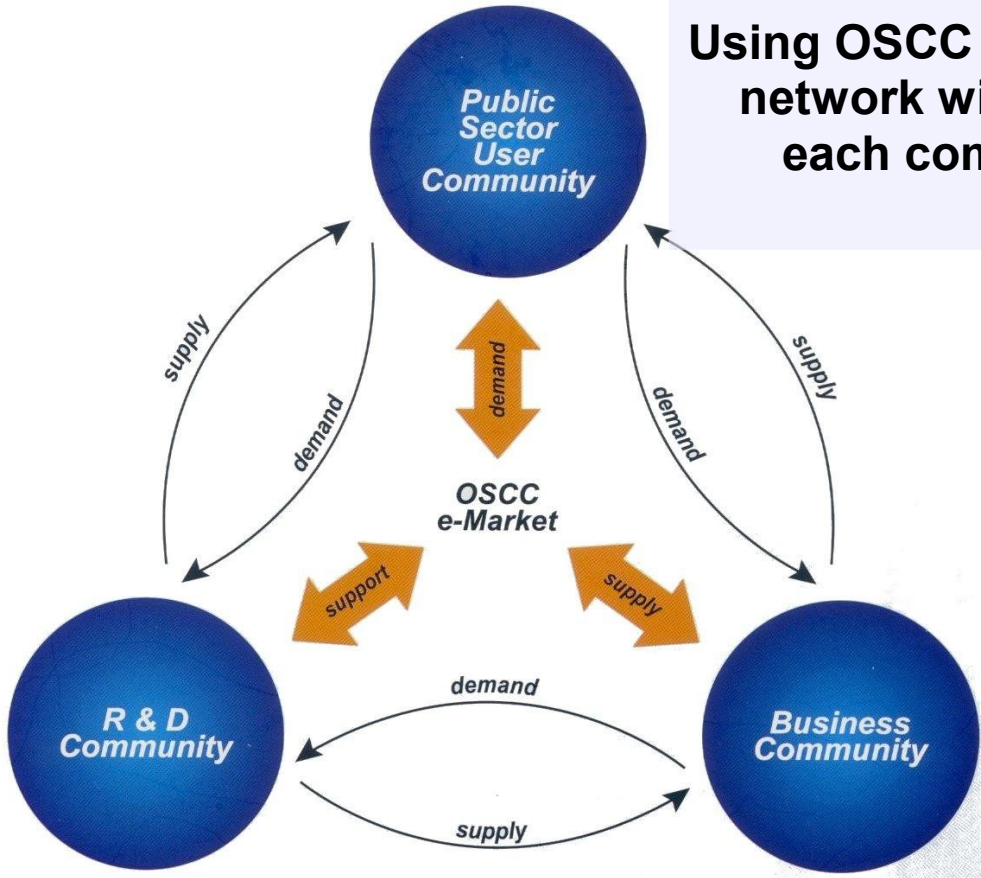 Using OSCC
network wi
each com
Public
Sector
User
Community
supply
demand
demand
demand
supply
OSCC
e-Market
support
supply
R & D
Community
demand
supply
Business
Community